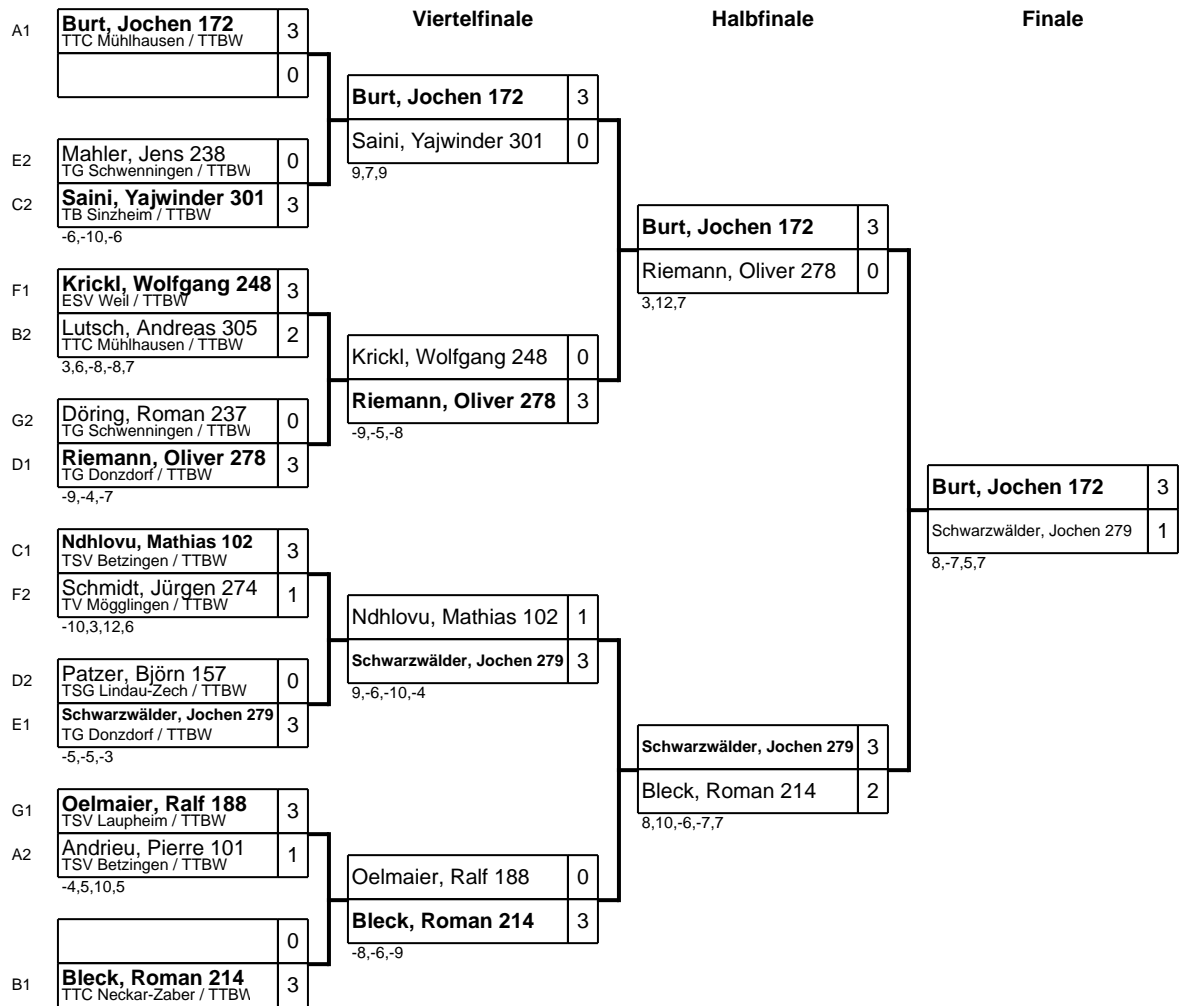 Viertelfinale
Halbfinale
Finale
A1
Burt, Jochen 172
TTC Mühlhausen / TTBW
3
0
E2
Mahler, Jens 238
TG Schwenningen / TTBW
0
C2
Saini, Yajwinder 301
TB Sinzheim / TTBW
3
-6,-10,-6
F1
Krickl, Wolfgang 248
ESV Weil / TTBW
3
B2
Lutsch, Andreas 305
TTC Mühlhausen / TTBW
2
3,6,-8,-8,7
G2
Döring, Roman 237
TG Schwenningen / TTBW
0
D1
Riemann, Oliver 278
TG Donzdorf / TTBW
3
-9,-4,-7
C1
Ndhlovu, Mathias 102
TSV Betzingen / TTBW
3
F2
Schmidt, Jürgen 274
TV Mögglingen / TTBW
1
-10,3,12,6
D2
Patzer, Björn 157
TSG Lindau-Zech / TTBW
0
E1
Schwarzwälder, Jochen 279
TG Donzdorf / TTBW
3
-5,-5,-3
G1
Oelmaier, Ralf 188
TSV Laupheim / TTBW
3
A2
Andrieu, Pierre 101
TSV Betzingen / TTBW
1
-4,5,10,5
0
B1
Bleck, Roman 214
TTC Neckar-Zaber / TTBW
3
Burt, Jochen 172
3
Saini, Yajwinder 301
0
9,7,9
Krickl, Wolfgang 248
0
Riemann, Oliver 278
3
-9,-5,-8
Ndhlovu, Mathias 102
1
Schwarzwälder, Jochen 279
3
9,-6,-10,-4
Oelmaier, Ralf 188
0
Bleck, Roman 214
3
-8,-6,-9
Burt, Jochen 172
3
Riemann, Oliver 278
0
3,12,7
Schwarzwälder, Jochen 279
3
Bleck, Roman 214
2
8,10,-6,-7,7
Burt, Jochen 172
3
Schwarzwälder, Jochen 279
1
8,-7,5,7